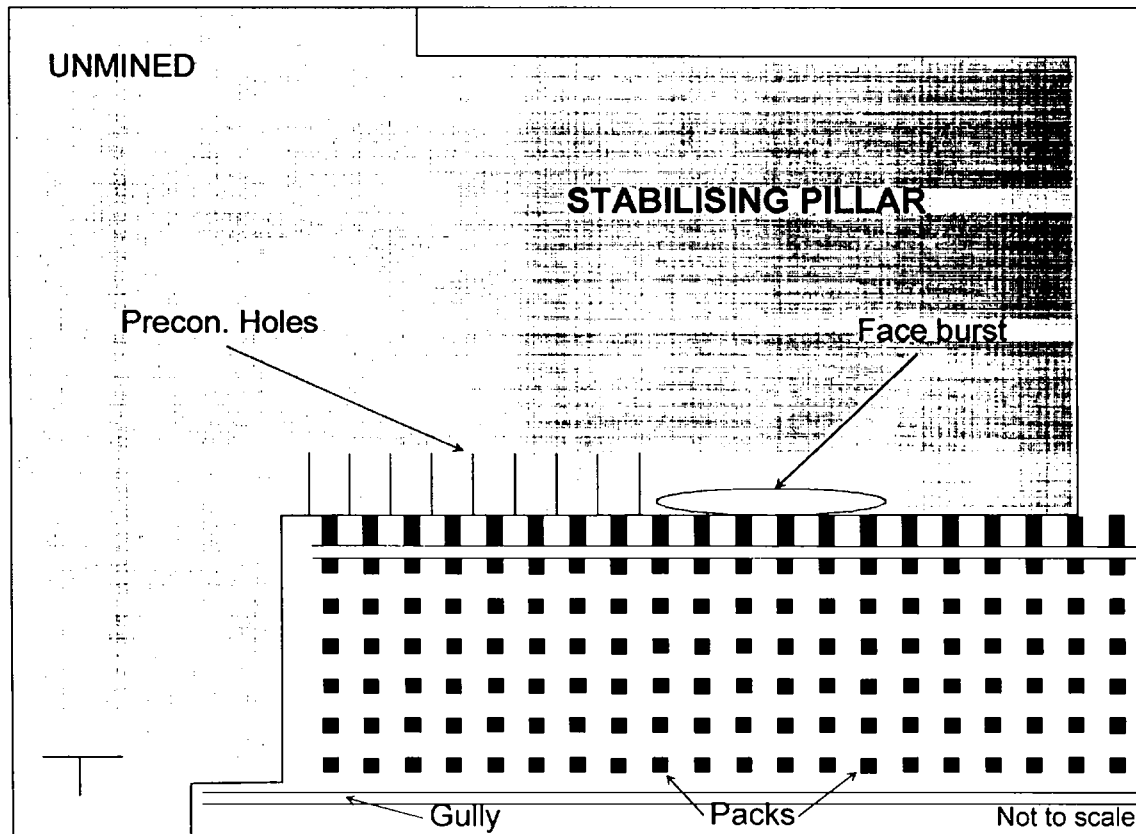 UNMINED
STABILISING PILLAR
Precon. Holes
Face burst
Gully
Packs
Not to scale